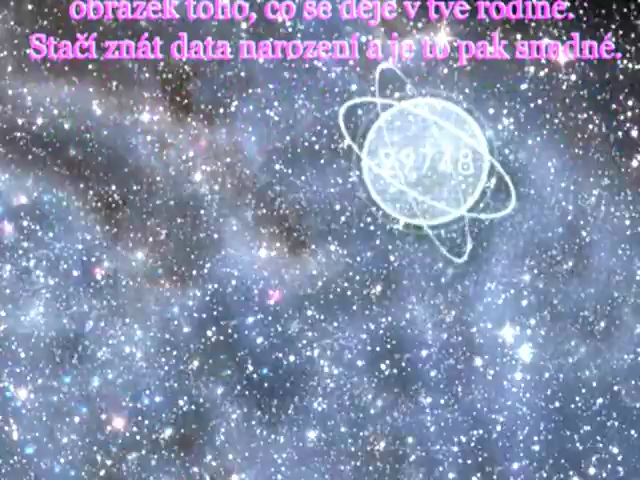 obrázek toho, co se děje v tvé rodině.
Stačí znát data narození a je to pak snadné.